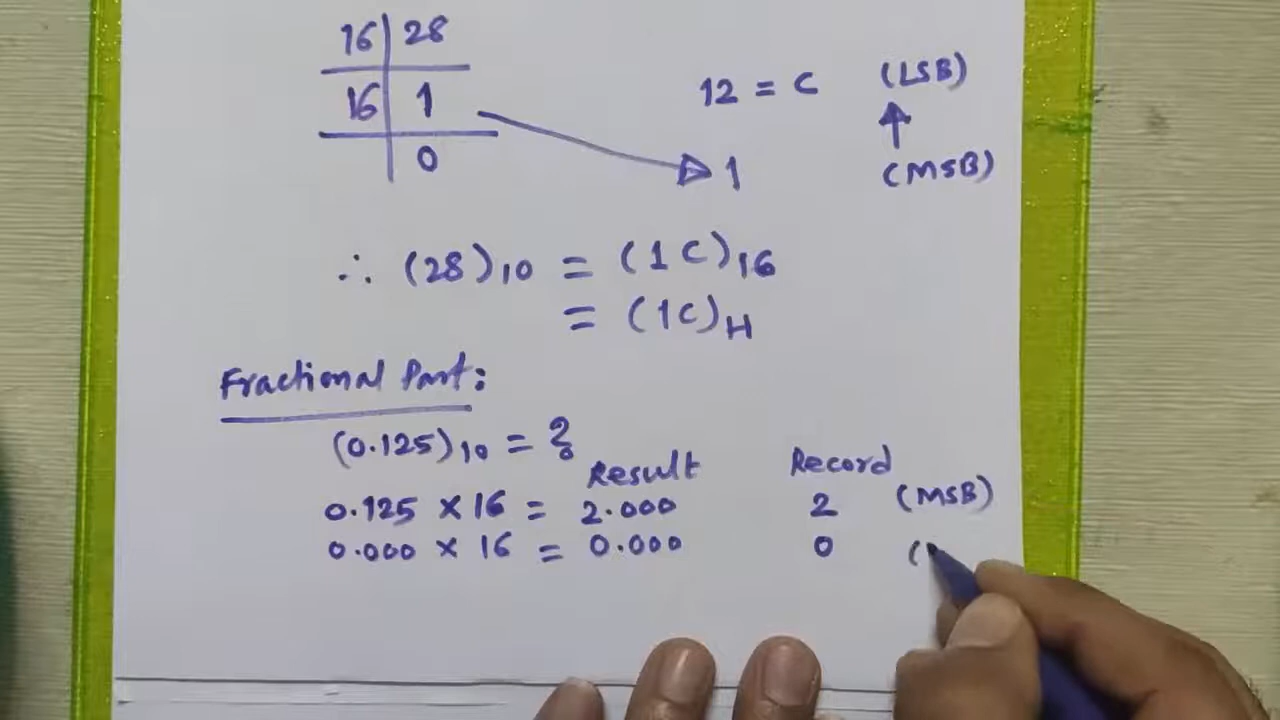 16 28
16 1 12 = C (LSB)
0 1 (MSB)
∴ (28)10 = (1C)16
= (1C)H
Fractional Part:
(0.125)10 = ?
Result Record
0.125 × 16 = 2.000 2 (MSB)
0.000 × 16 = 0.000 0 (